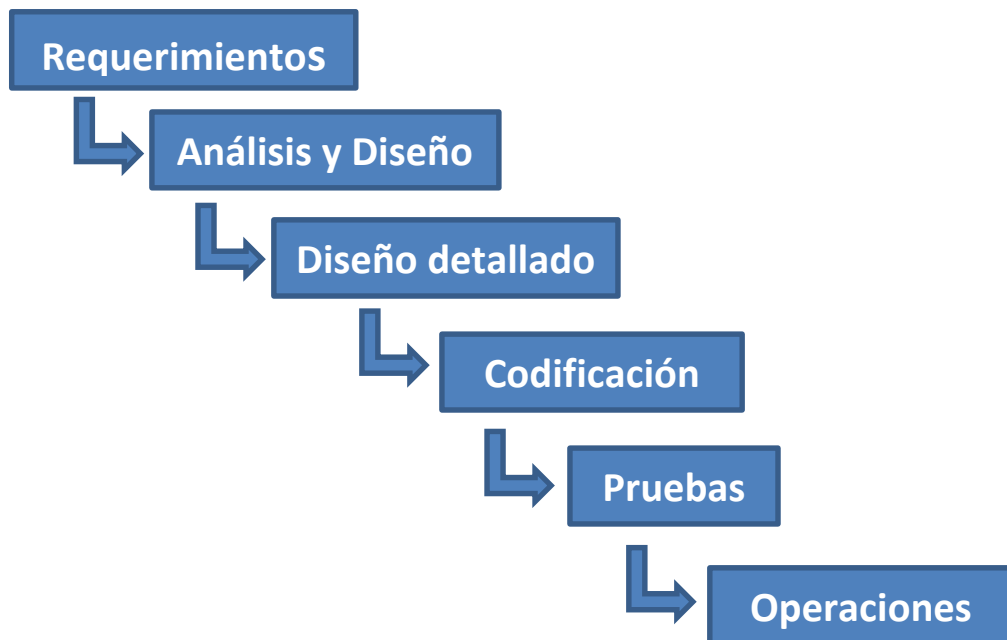 Requerimientos
Análisis y Diseño
Diseño detallado
Codificación
Pruebas
Operaciones